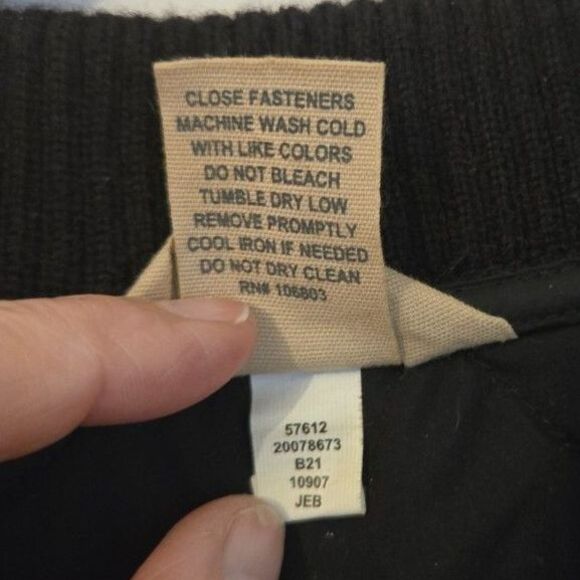 CLOSE FASTENERS
MACHINE WASH COLD
WITH LIKE COLORS
DO NOT BLEACH
TUMBLE DRY LOW
REMOVE PROMPTLY
COOL IRON IF NEEDED
DO NOT DRY CLEAN
RN# 106803
57612
20078673
B21
10907
JEB